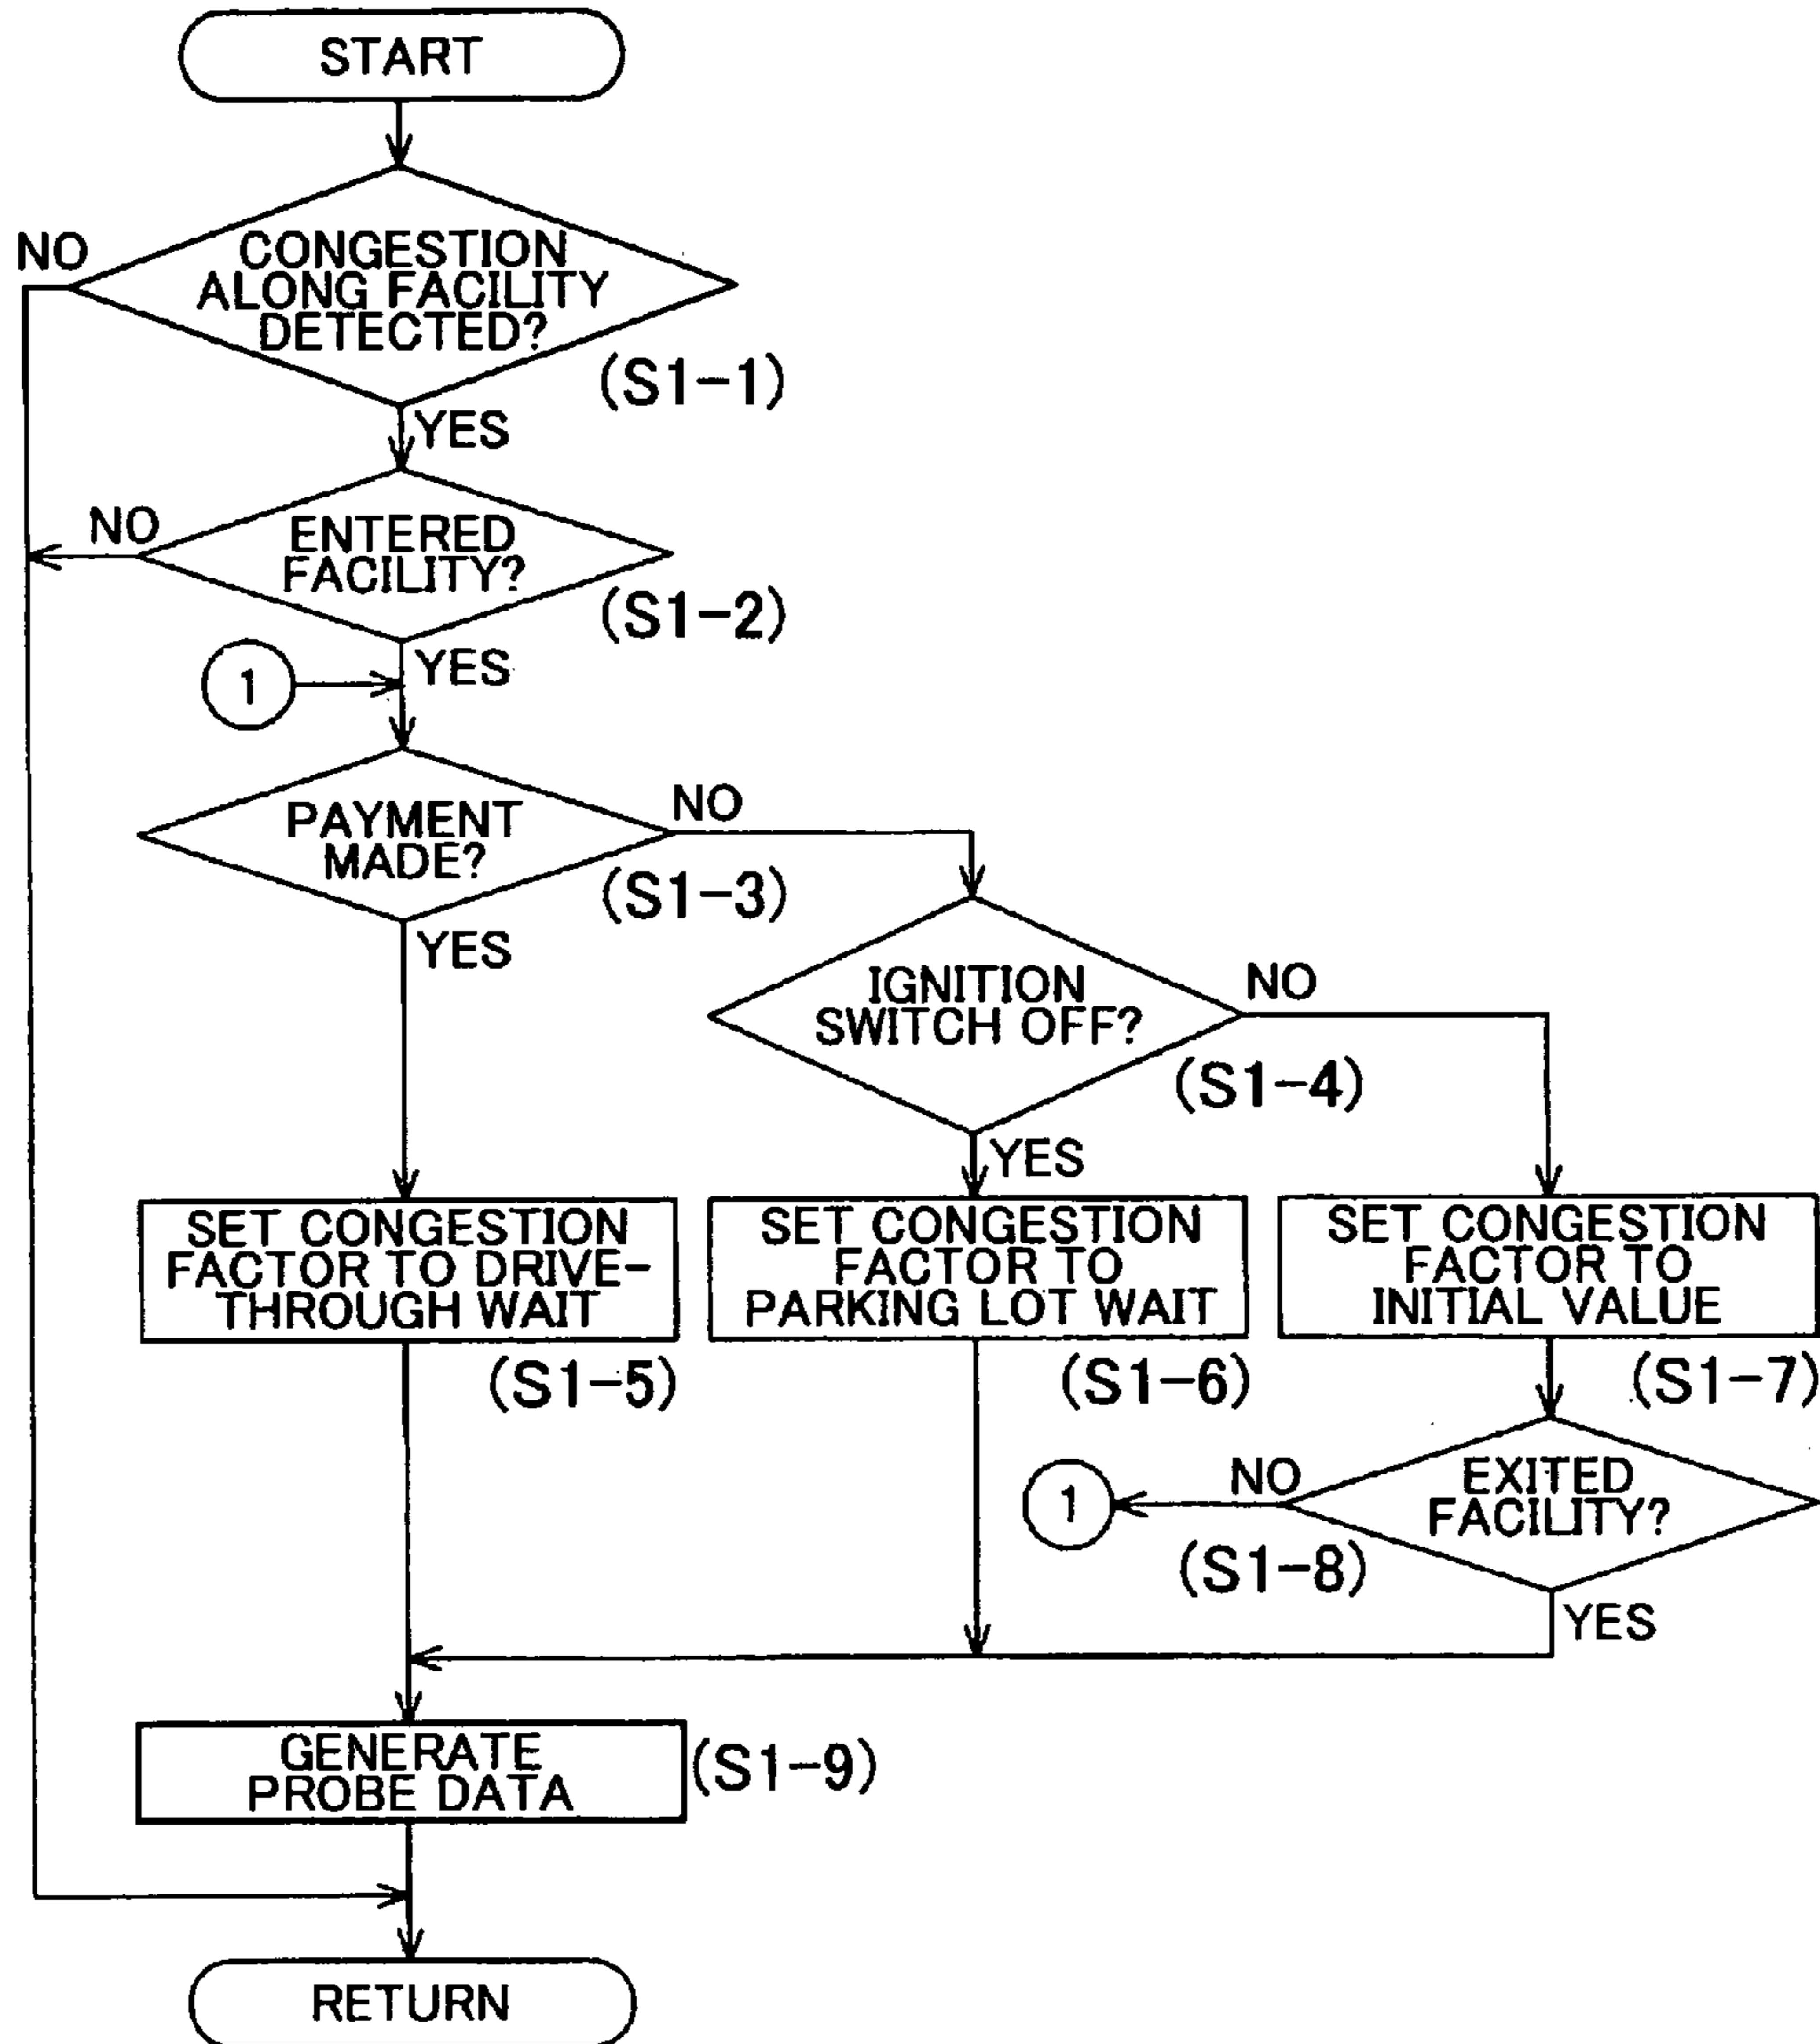 START
NO
CONGESTION
ALONG FACILITY
DETECTED?
(S1-1)
YES
NO
ENTERED
FACILITY?
(S1-2)
YES
1
PAYMENT
MADE?
NO
(S1-3)
YES
IGNITION
SWITCH OFF?
NO
(S1-4)
YES
SET CONGESTION
FACTOR TO DRIVE-
THROUGH WAIT
(S1-5)
SET CONGESTION
FACTOR TO
PARKING LOT WAIT
(S1-6)
SET CONGESTION
FACTOR TO
INITIAL VALUE
(S1-7)
EXITED
FACILITY?
NO
1
(S1-8)
YES
GENERATE
PROBE DATA
(S1-9)
RETURN